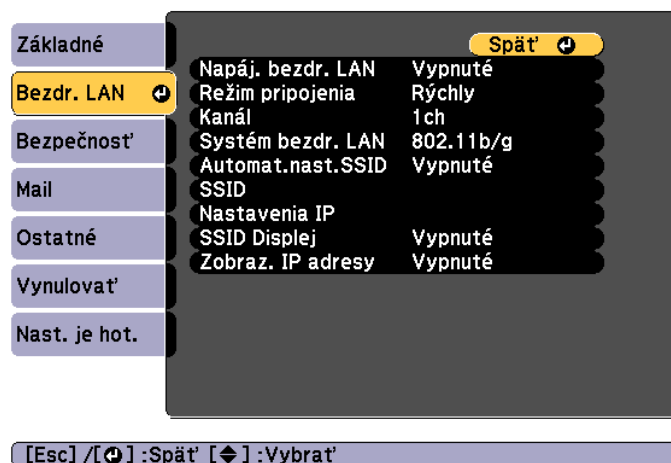 Základné
Bezdr. LAN
Bezpečnosť
Mail
Ostatné
Vynulovať
Nast. je hot.
Späť
Napáj. bezdr. LAN Vypnuté
Režim pripojenia Rýchly
Kanál 1ch
Systém bezdr. LAN 802.11b/g
Automat.nast.SSID Vypnuté
SSID
Nastavenia IP
SSID Displej Vypnuté
Zobraz. IP adresy Vypnuté
[Esc] /[⏎] :Späť [◆] :Vybrať